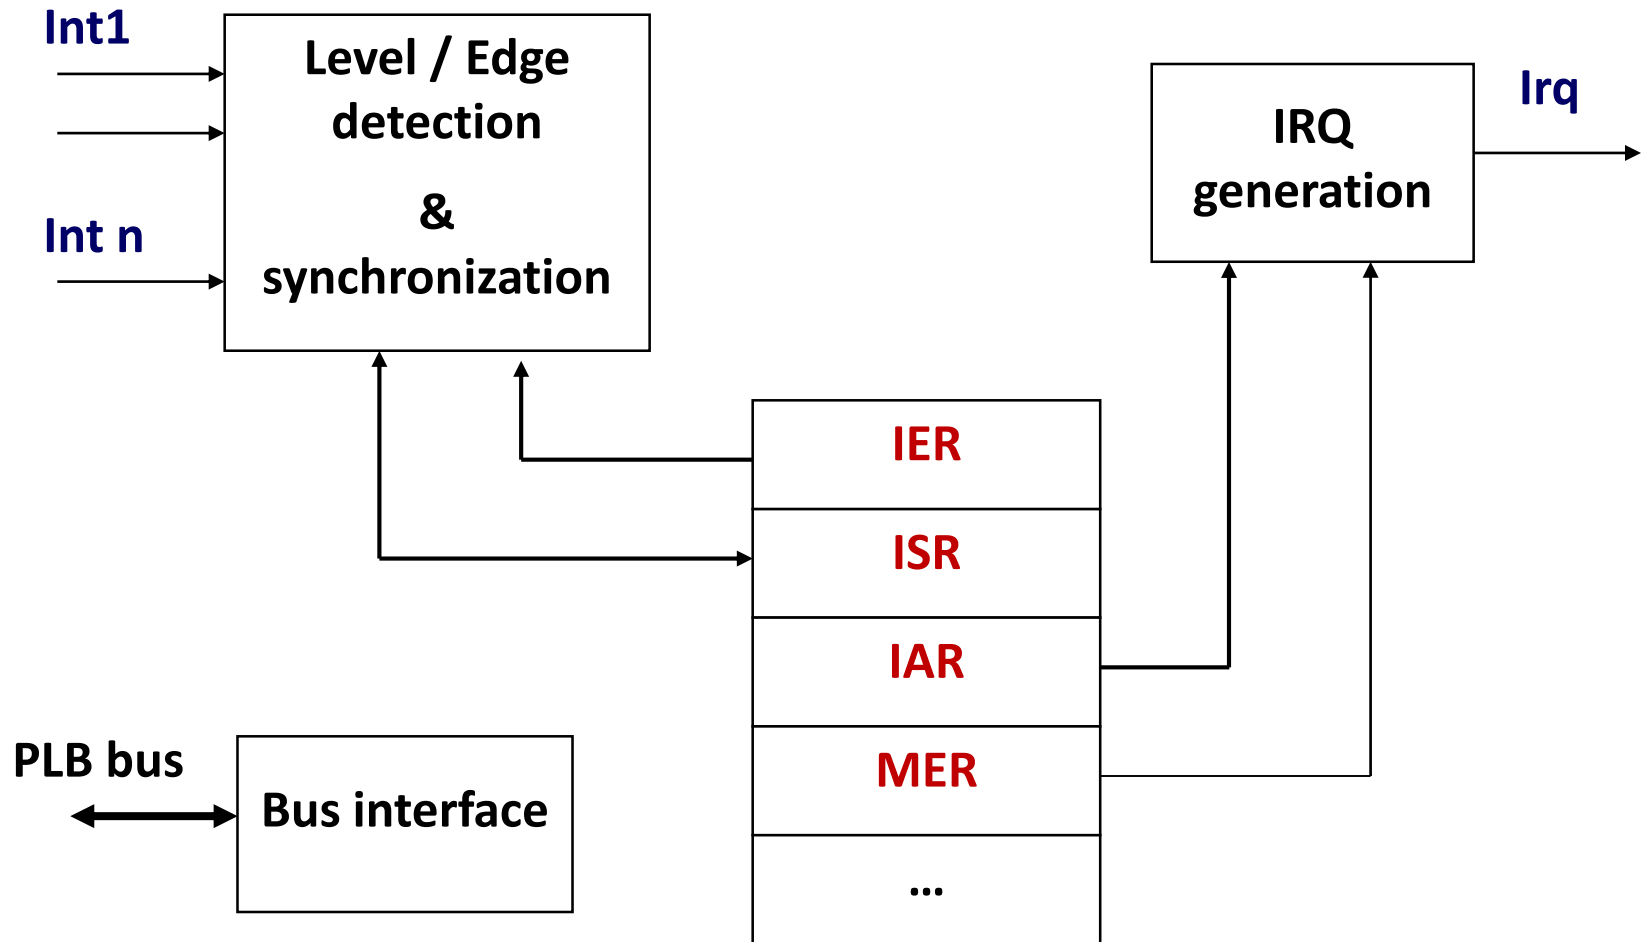 Int1
Int n
Level / Edge
detection
&
synchronization
IRQ
generation
Irq
IER
ISR
IAR
MER
...
PLB bus
Bus interface